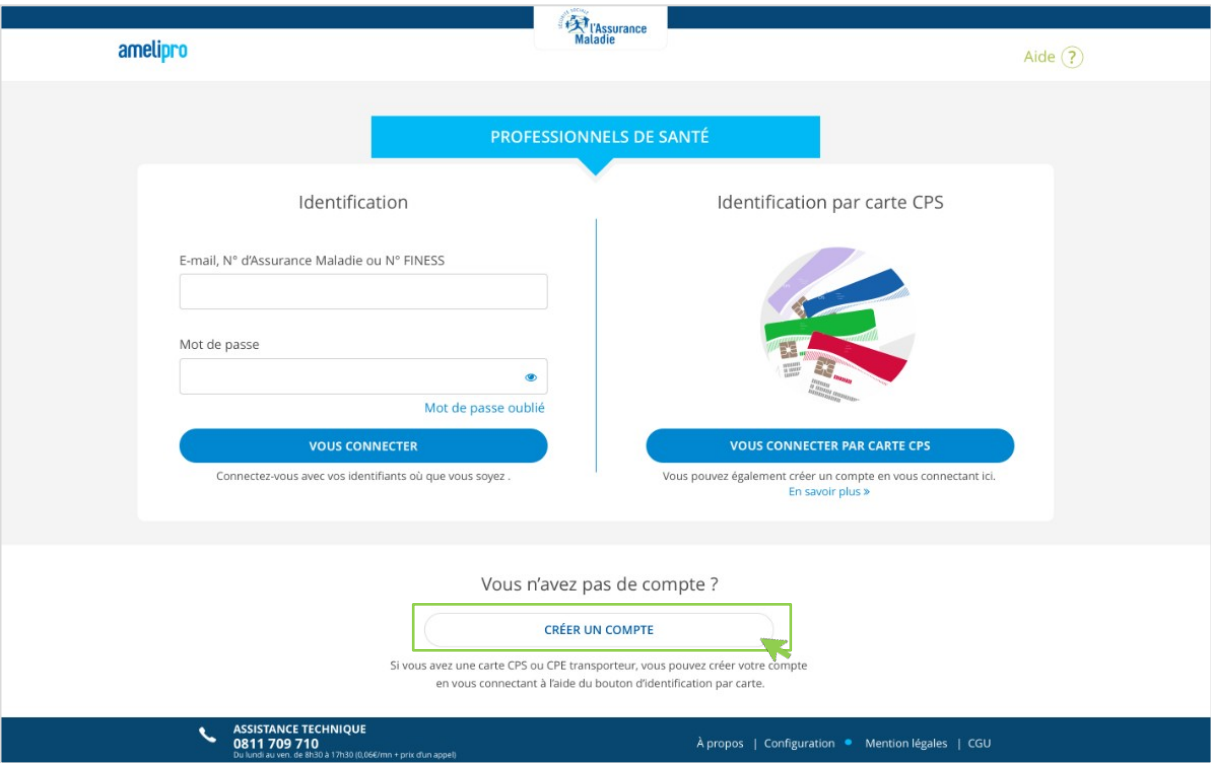 l'Assurance
Maladie
amelipro
Aide ?
PROFESSIONNELS DE SANTÉ
Identification
E-mail, N° d'Assurance Maladie ou N° FINESS
Mot de passe
Mot de passe oublié
VOUS CONNECTER
Connectez-vous avec vos identifiants où que vous soyez .
Identification par carte CPS
VOUS CONNECTER PAR CARTE CPS
Vous pouvez également créer un compte en vous connectant ici.
En savoir plus »
Vous n'avez pas de compte ?
CRÉER UN COMPTE
Si vous avez une carte CPS ou CPE transporteur, vous pouvez créer votre compte
en vous connectant à l'aide du bouton d'identification par carte.
ASSISTANCE TECHNIQUE
0811 709 710
Du lundi au ven. de 8h30 à 17h30 (0,06€/mn + prix d'un appel)
À propos | Configuration • Mention légales | CGU